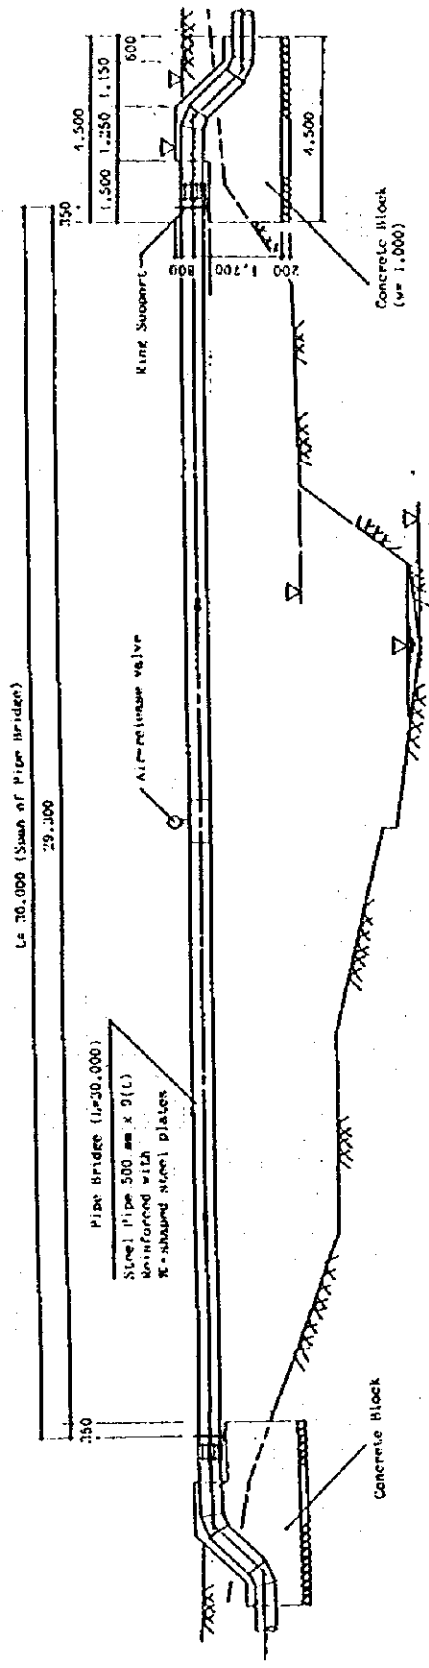 L= 30.000 (Span of Pipe Bridge)
29.300
350
350
4.500
1.500
1.250
1.150
600
Pipe Bridge (L=30.000)
Steel Pipe 500 mm x 9(t)
Reinforced with
π-shaped steel plates
Air-release valve
Ring Support
800
200
4.500
Concrete Block
(w= 1.000)
Concrete Block